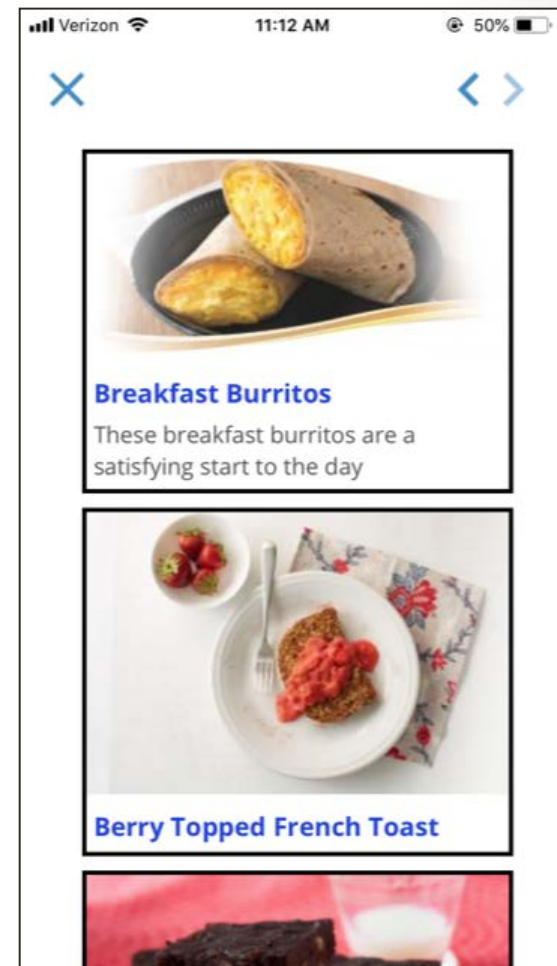 Verizon 11:12 AM 50%
Breakfast Burritos
These breakfast burritos are a
satisfying start to the day
Berry Topped French Toast